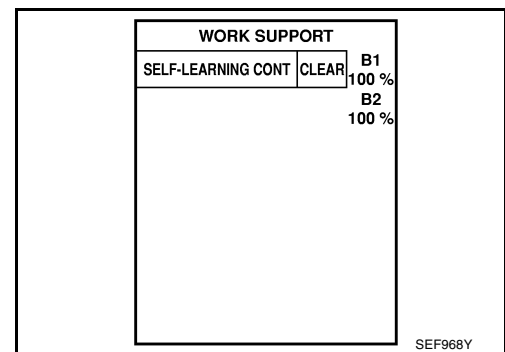 WORK SUPPORT
SELF-LEARNING CONT CLEAR B1
100 %
B2
100 %
SEF968Y